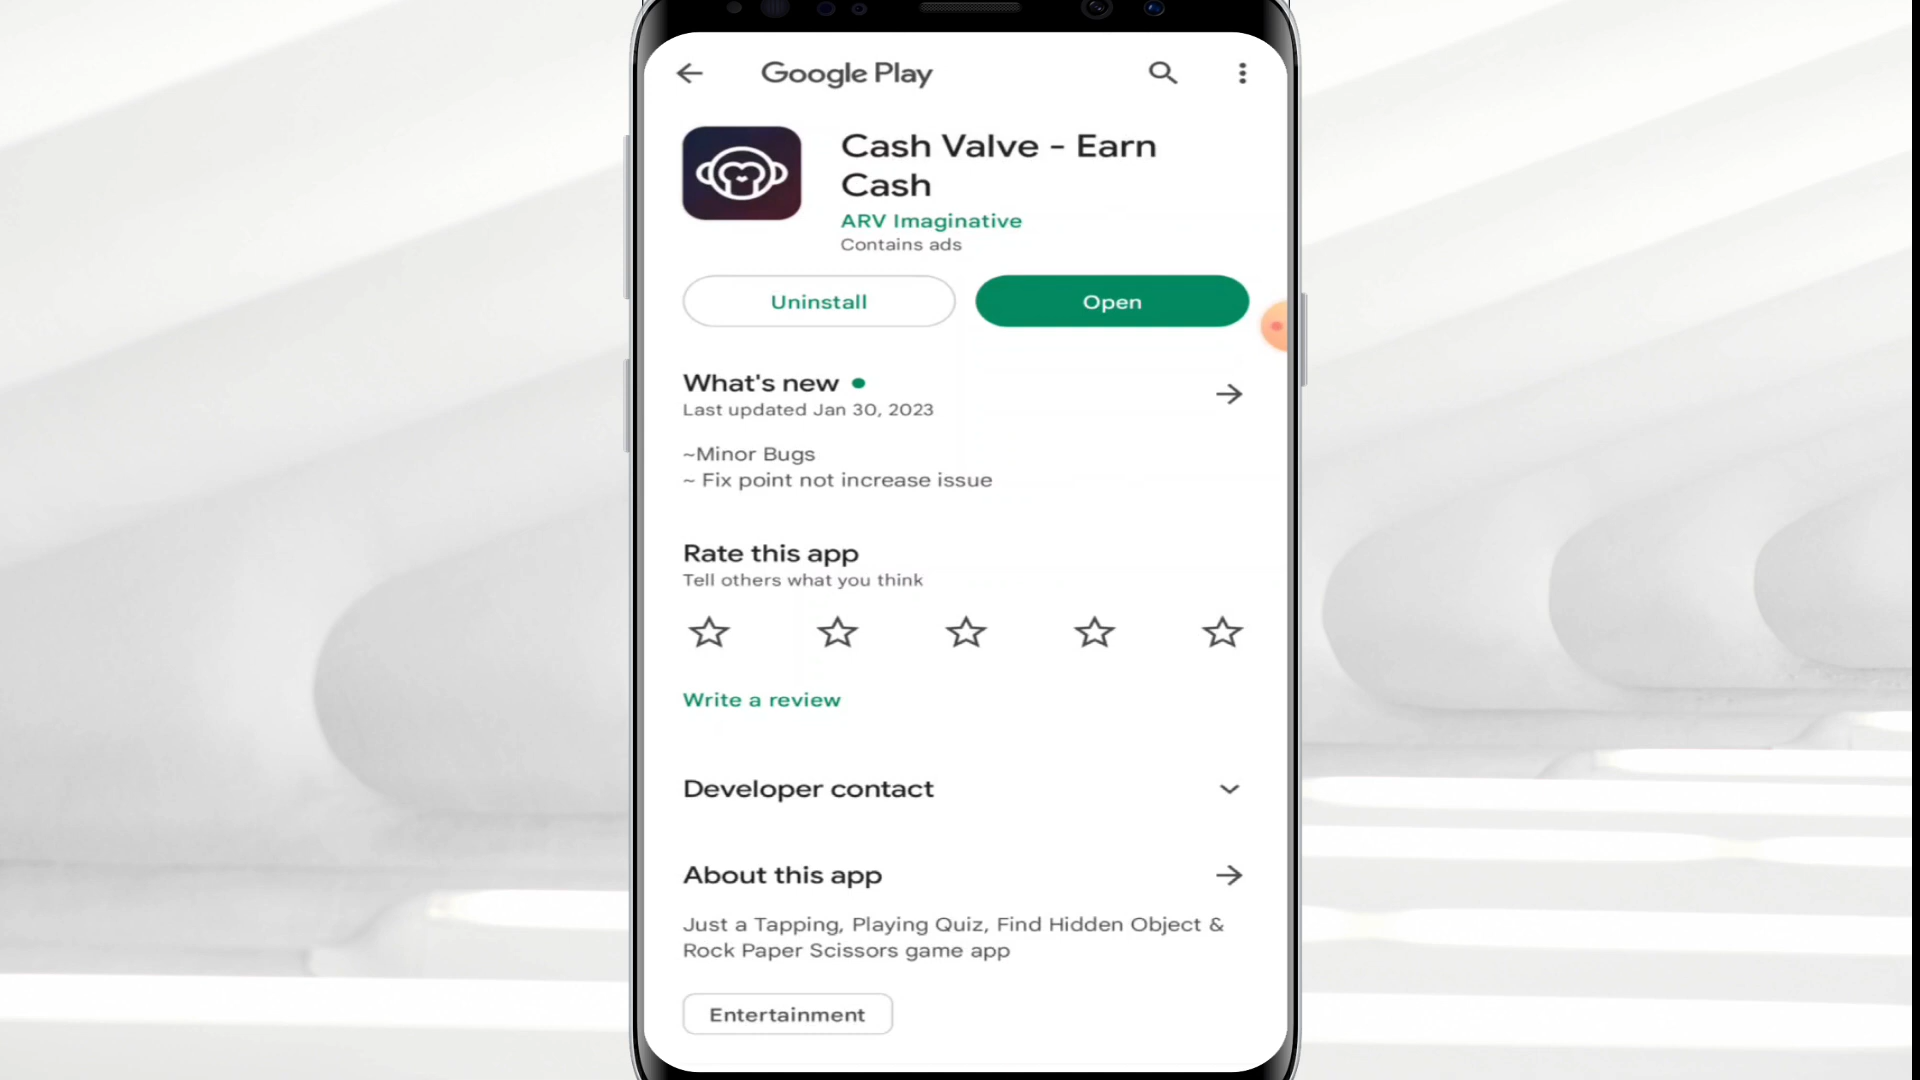 Google Play
Cash Valve - Earn
Cash
ARV Imaginative
Contains ads
Uninstall
Open
What's new
Last updated Jan 30, 2023
~Minor Bugs
~ Fix point not increase issue
Rate this app
Tell others what you think
Write a review
Developer contact
About this app
Just a Tapping, Playing Quiz, Find Hidden Object &
Rock Paper Scissors game app
Entertainment